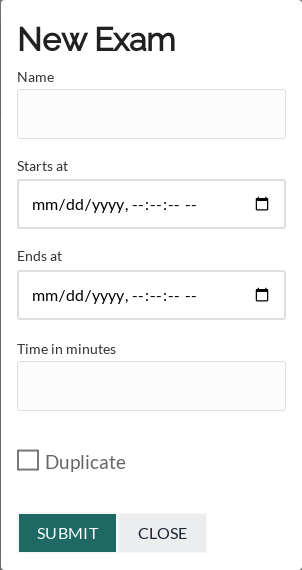 New Exam
Name
Starts at
mm/dd/yyyy, --:--:-- --
Ends at
mm/dd/yyyy, --:--:-- --
Time in minutes
Duplicate
SUBMIT CLOSE